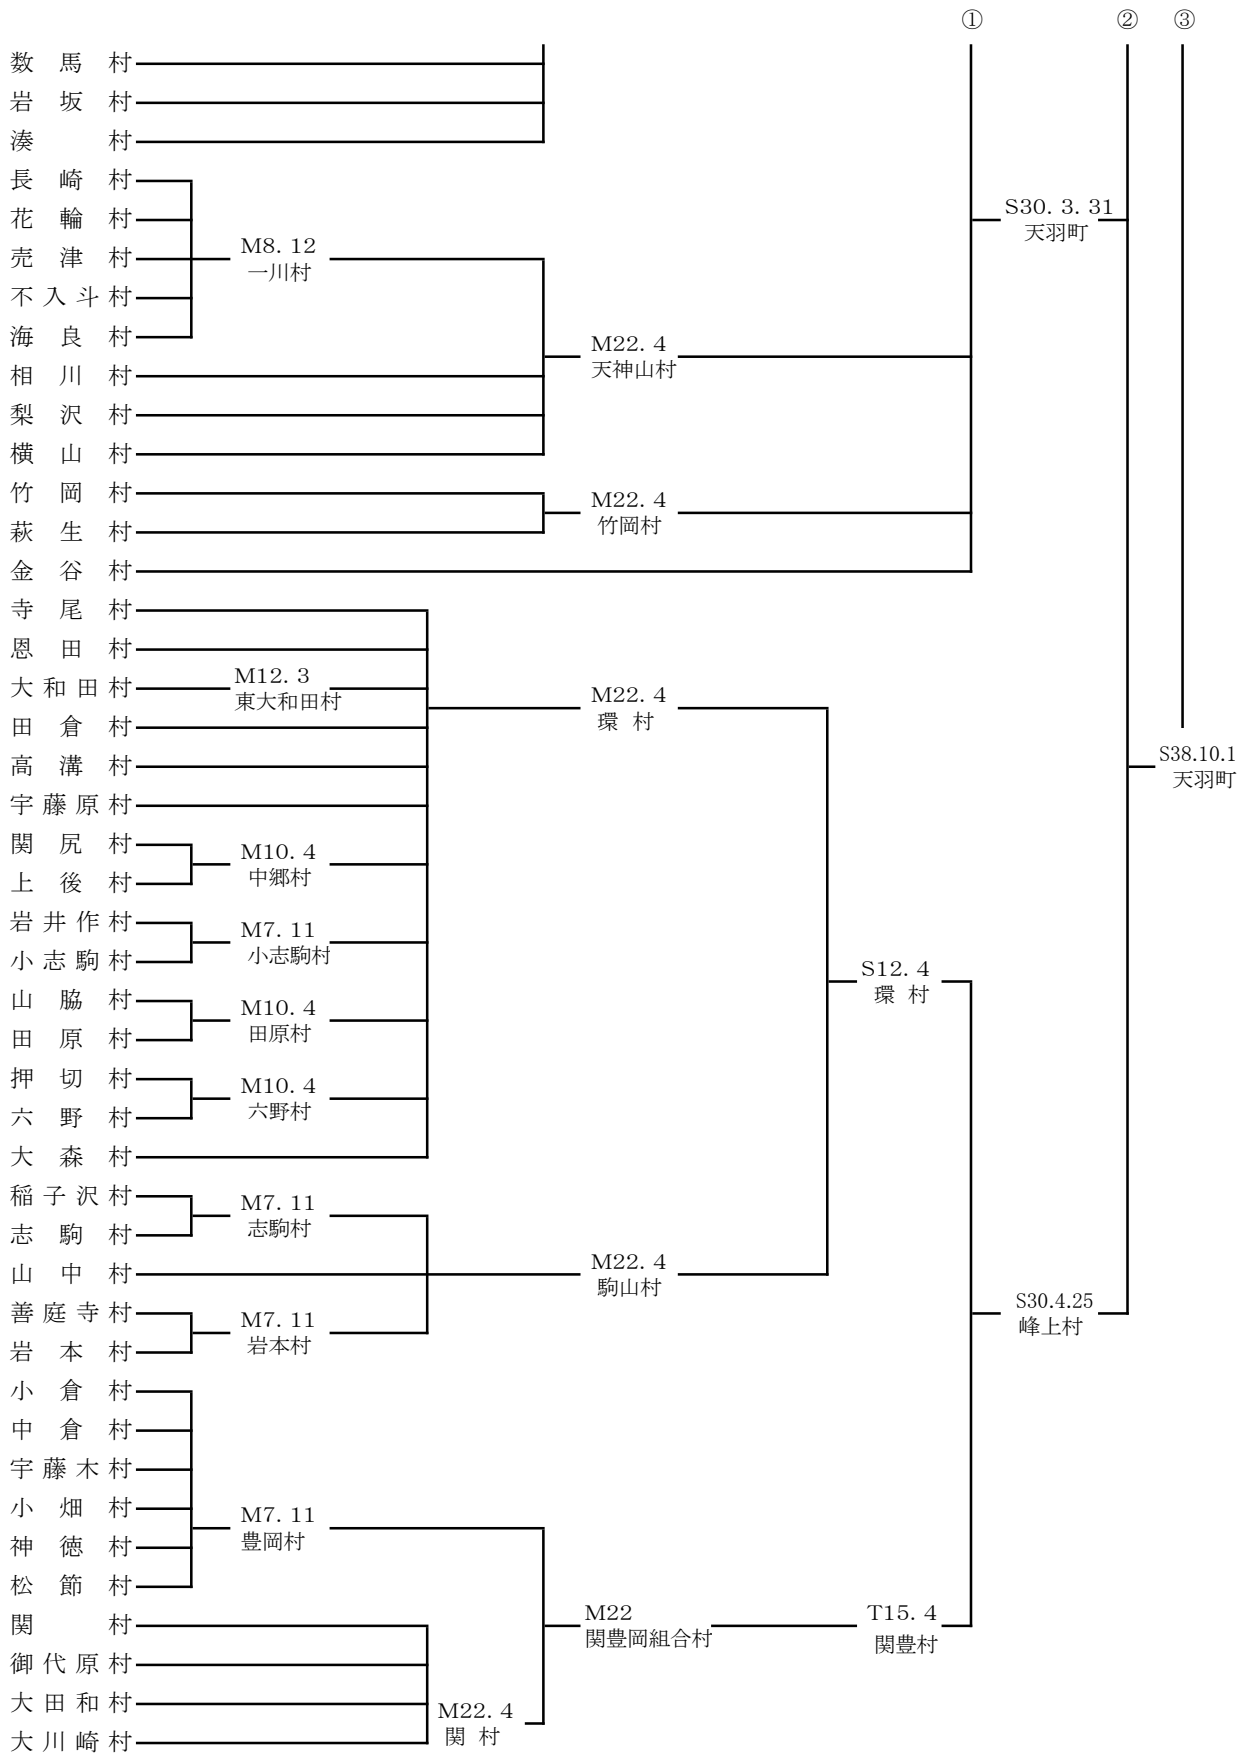 ① ② ③
数馬村
岩坂村
湊村
長崎村
花輪村
売津村
不入斗村
海良村
相川村
梨沢村
横山村
竹岡村
萩生村
金谷村
寺尾村
恩田村
大和田村
田倉村
高溝村
宇藤原村
関尻村
上後村
岩井作村
小志駒村
山脇村
田原村
押切村
六野村
大森村
稲子沢村
志駒村
山中村
善庭寺村
岩本村
小倉村
中倉村
宇藤木村
小畑村
神徳村
松節村
関村
御代原村
大田和村
大川崎村
M8. 12
一川村
M12. 3
東大和田村
M10. 4
中郷村
M7. 11
小志駒村
M10. 4
田原村
M10. 4
六野村
M7. 11
志駒村
M7. 11
岩本村
M7. 11
豊岡村
M22. 4
関村
M22. 4
天神山村
M22. 4
竹岡村
M22. 4
環村
M22. 4
駒山村
M22
関豊岡組合村
S12. 4
環村
T15. 4
関豊村
S30. 3. 31
天羽町
S30.4.25
峰上村
S38.10.1
天羽町